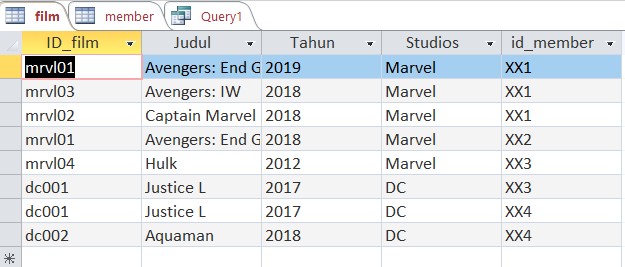 film member Query1
ID_film Judul Tahun Studios id_member
mrvl01 Avengers: End G 2019 Marvel XX1
mrvl03 Avengers: IW 2018 Marvel XX1
mrvl02 Captain Marvel 2018 Marvel XX1
mrvl01 Avengers: End G 2018 Marvel XX2
mrvl04 Hulk 2012 Marvel XX3
dc001 Justice L 2017 DC XX3
dc001 Justice L 2017 DC XX4
dc002 Aquaman 2018 DC XX4